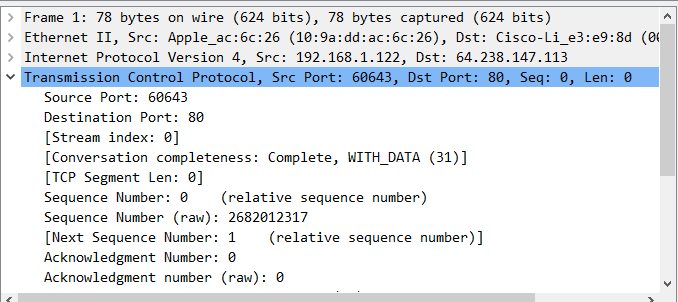 Frame 1: 78 bytes on wire (624 bits), 78 bytes captured (624 bits)
Ethernet II, Src: Apple_ac:6c:26 (10:9a:dd:ac:6c:26), Dst: Cisco-Li_e3:e9:8d (00
Internet Protocol Version 4, Src: 192.168.1.122, Dst: 64.238.147.113
Transmission Control Protocol, Src Port: 60643, Dst Port: 80, Seq: 0, Len: 0
Source Port: 60643
Destination Port: 80
[Stream index: 0]
[Conversation completeness: Complete, WITH_DATA (31)]
[TCP Segment Len: 0]
Sequence Number: 0    (relative sequence number)
Sequence Number (raw): 2682012317
[Next Sequence Number: 1    (relative sequence number)]
Acknowledgment Number: 0
Acknowledgment number (raw): 0